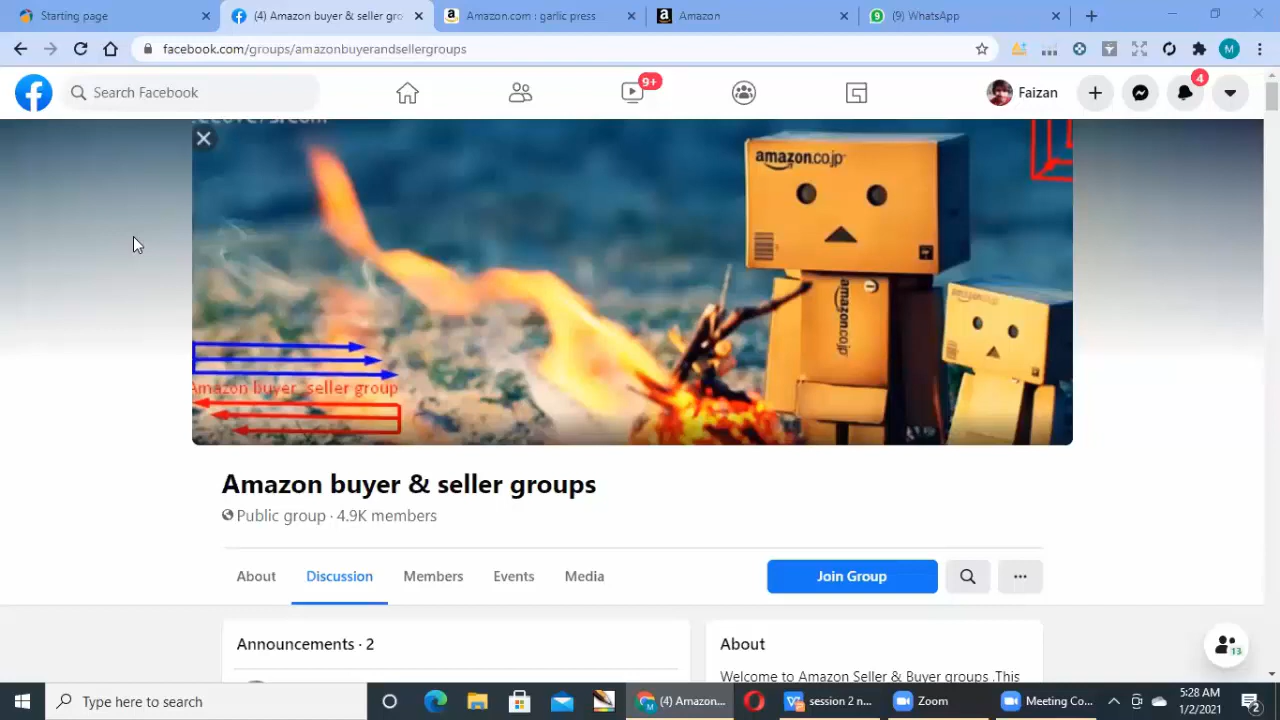 Starting page
(4) Amazon buyer & seller gro
Amazon.com : garlic press
Amazon
(9) WhatsApp
facebook.com/groups/amazonbuyerandsellergroups
M
Search Facebook
9+
Faizan
4
amazon.co.jp
amazon.co.jp
Amazon buyer seller group
Amazon buyer & seller groups
Public group · 4.9K members
About
Discussion
Members
Events
Media
Join Group
Announcements · 2
About
Welcome to Amazon Seller & Buyer groups .This
13
Type here to search
(4) Amazon...
session 2 n...
Zoom
Meeting Co...
5:28 AM
1/2/2021
2